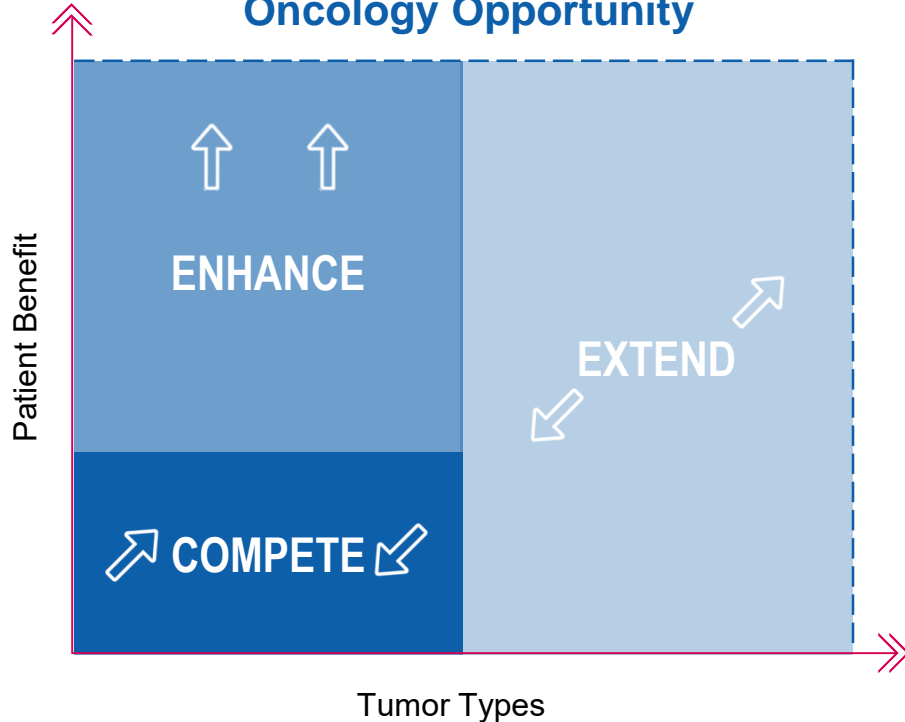 Oncology Opportunity
ENHANCE
Patient Benefit
EXTEND
COMPETE
Tumor Types